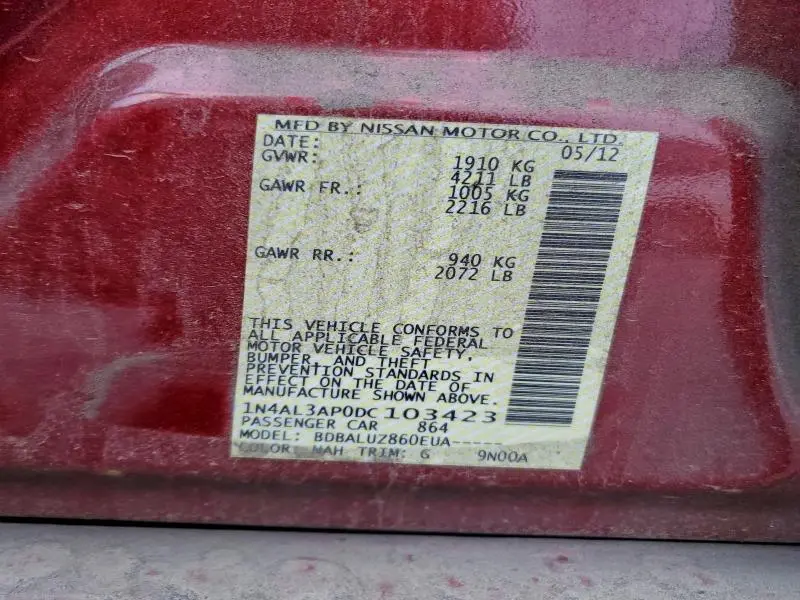 MFD BY NISSAN MOTOR CO., LTD.
DATE: 05/12
GVWR: 1910 KG
4211 LB
GAWR FR.: 1005 KG
2216 LB
GAWR RR.: 940 KG
2072 LB
THIS VEHICLE CONFORMS TO
ALL APPLICABLE FEDERAL
MOTOR VEHICLE SAFETY,
BUMPER, AND THEFT
PREVENTION STANDARDS IN
EFFECT ON THE DATE OF
MANUFACTURE SHOWN ABOVE.
1N4AL3AP0DC103423
PASSENGER CAR 864
MODEL: BDBALUZ860EUA-----
COLOR: NAH TRIM: G 9N00A